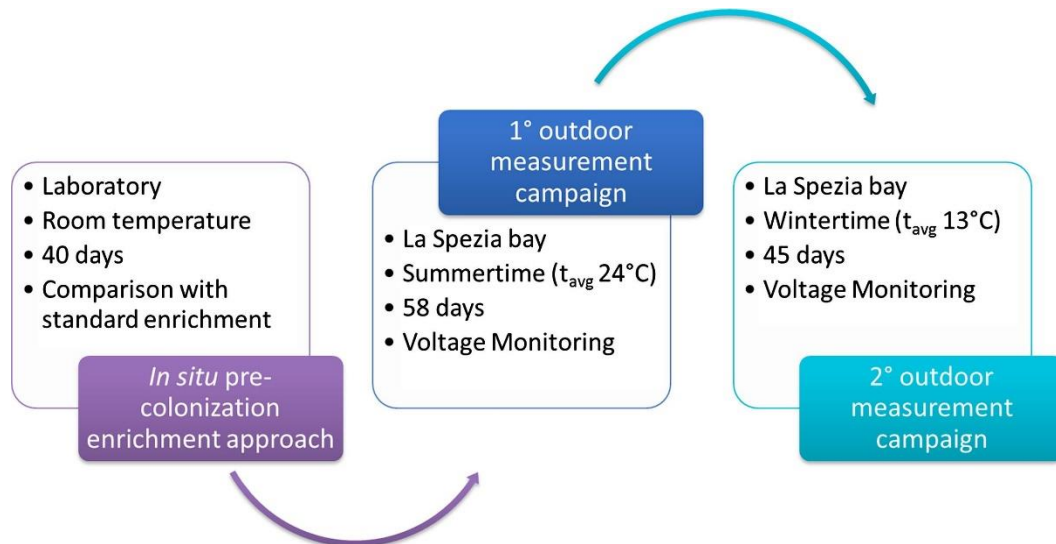 • Laboratory
• Room temperature
• 40 days
• Comparison with
standard enrichment
In situ pre-
colonization
enrichment approach
1° outdoor
measurement
campaign
• La Spezia bay
• Summertime (tavg 24°C)
• 58 days
• Voltage Monitoring
• La Spezia bay
• Wintertime (tavg 13°C)
• 45 days
• Voltage Monitoring
2° outdoor
measurement
campaign